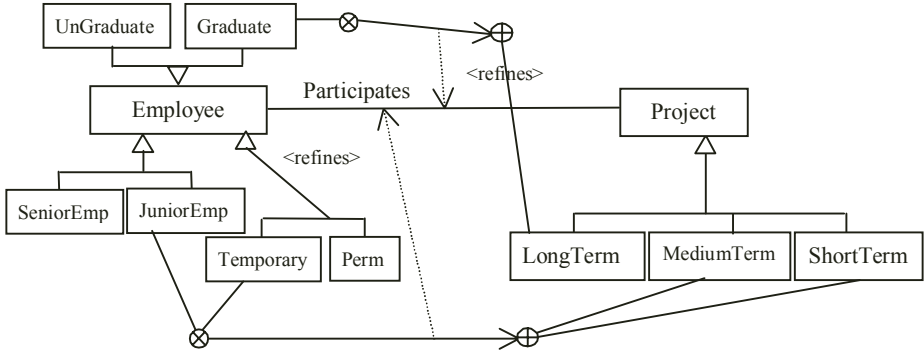 UnGraduate
Graduate
<refines>
Participates
Employee
Project
<refines>
SeniorEmp
JuniorEmp
Temporary
Perm
LongTerm
MediumTerm
ShortTerm